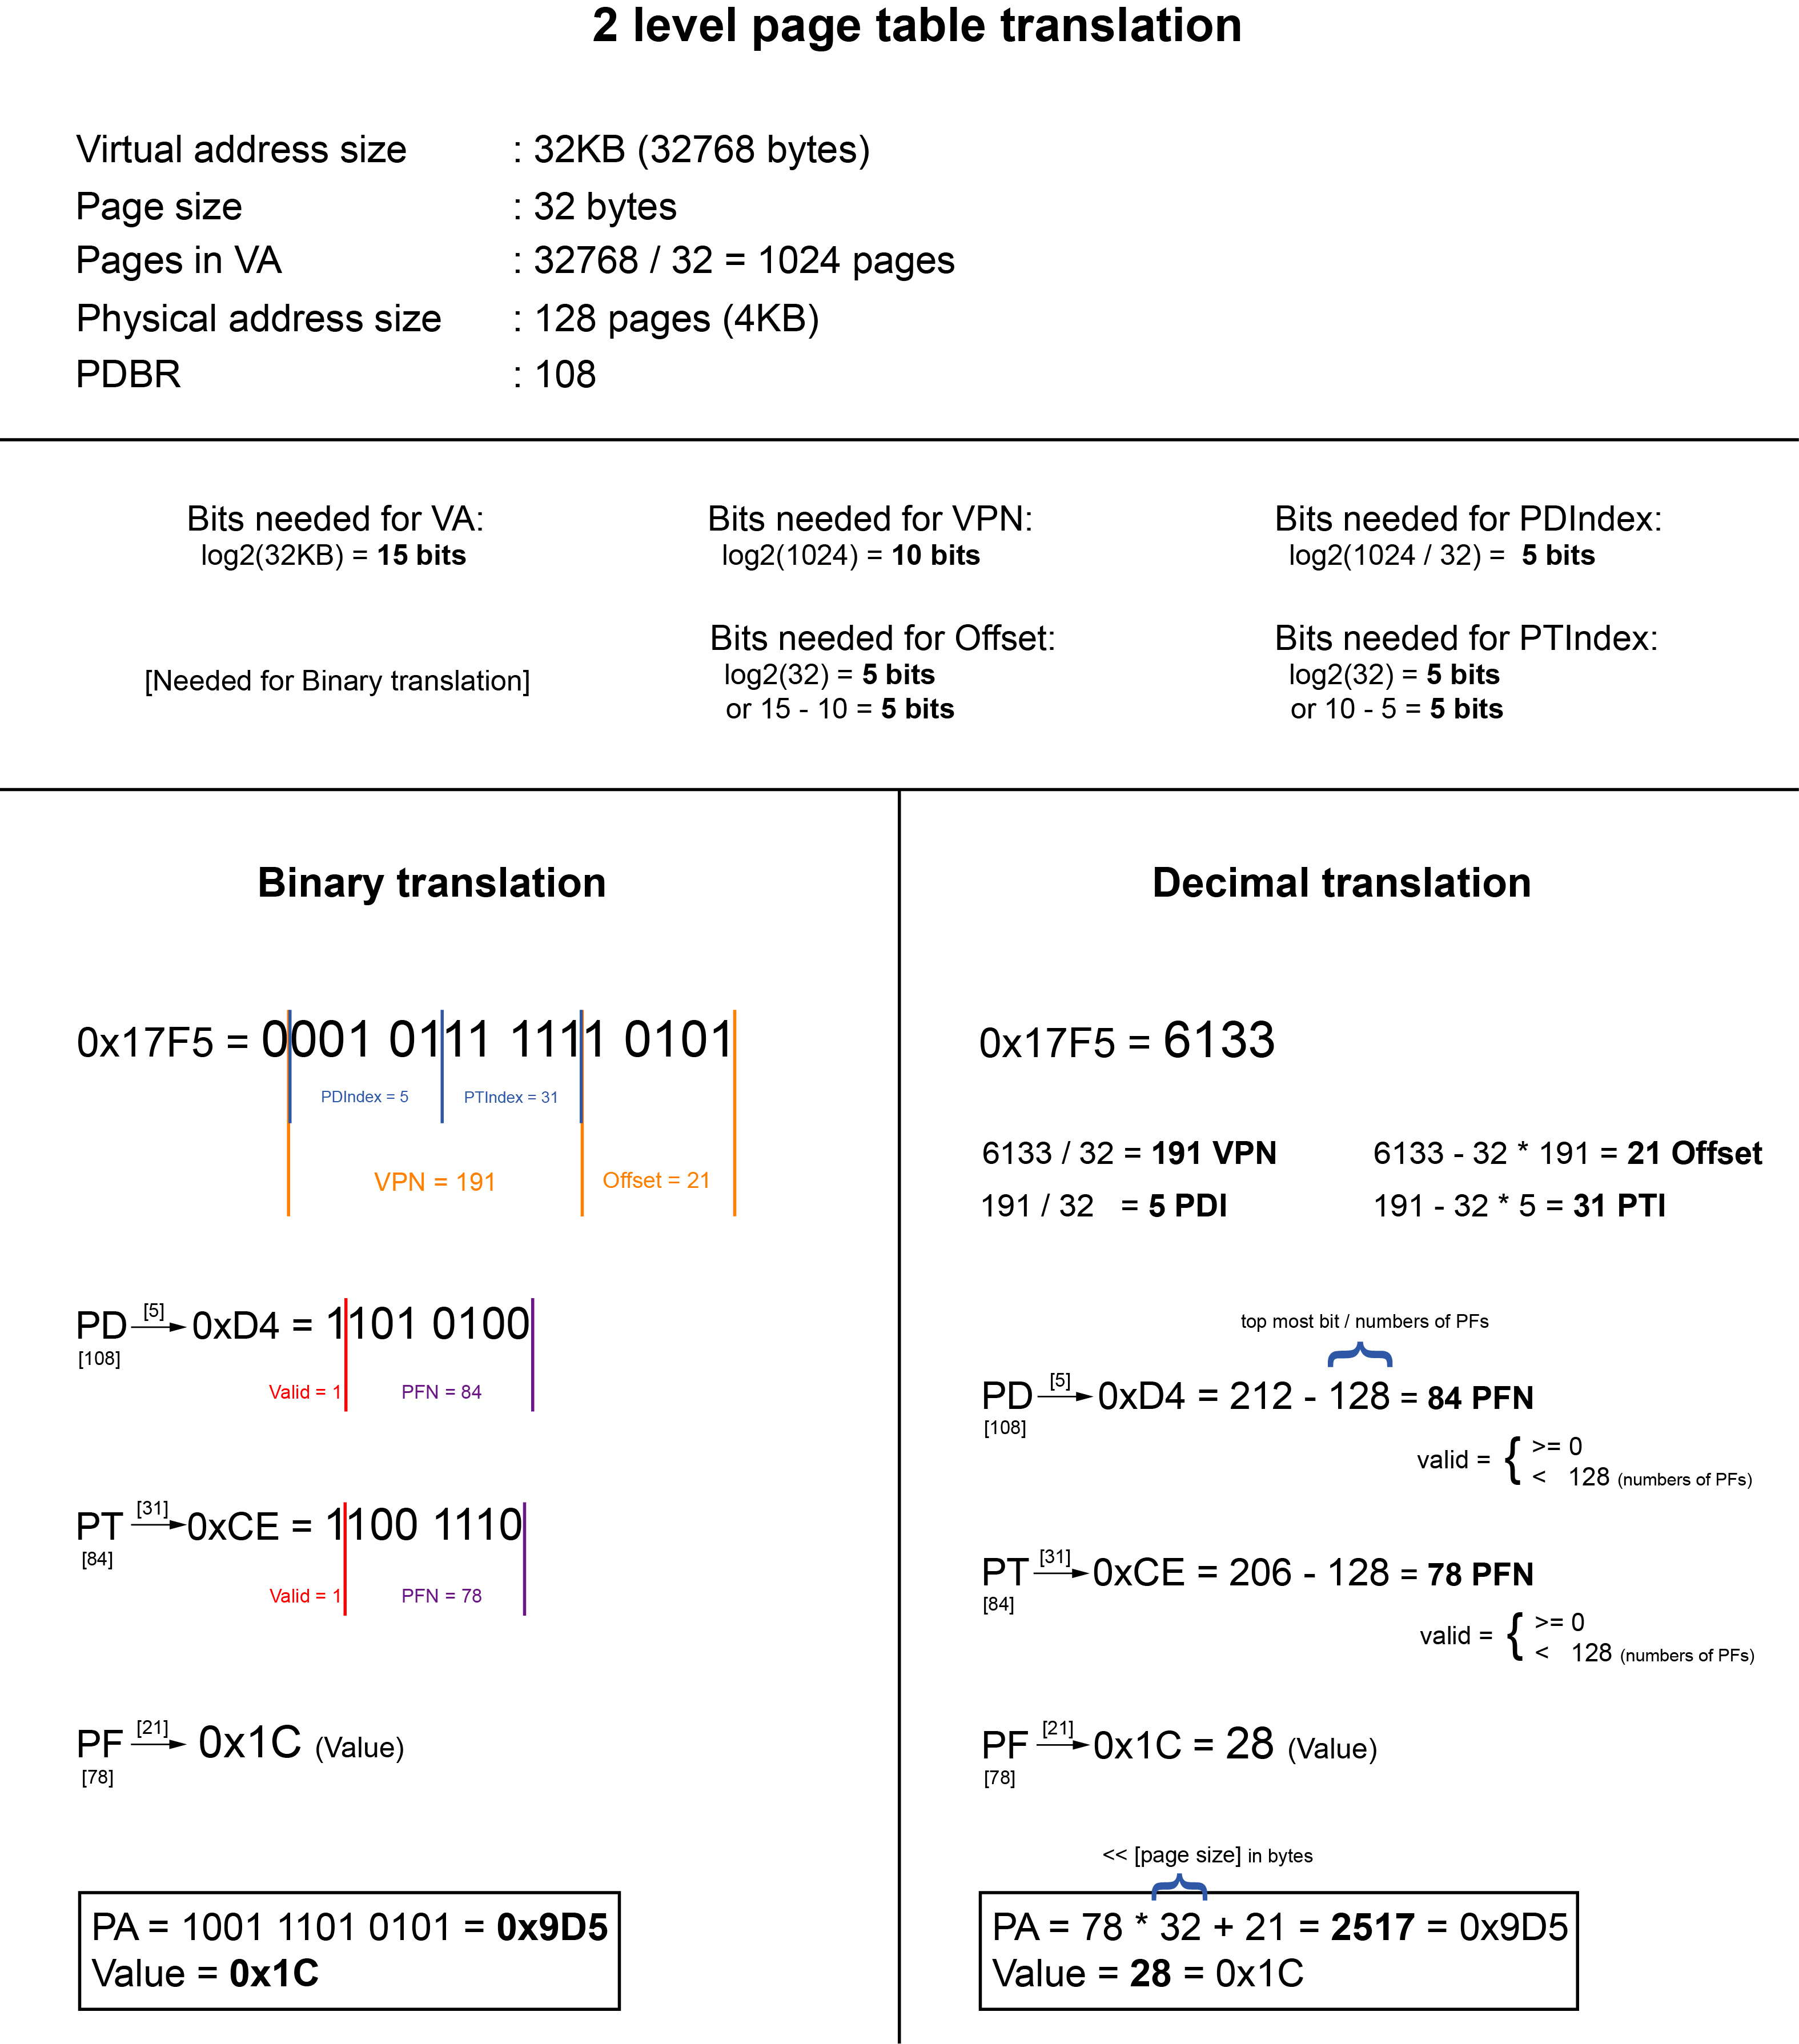 2 level page table translation
Virtual address size : 32KB (32768 bytes)
Page size : 32 bytes
Pages in VA : 32768 / 32 = 1024 pages
Physical address size : 128 pages (4KB)
PDBR : 108
Bits needed for VA:
log2(32KB) = 15 bits
[Needed for Binary translation]
Bits needed for VPN:
log2(1024) = 10 bits
Bits needed for Offset:
log2(32) = 5 bits
or 15 - 10 = 5 bits
Bits needed for PDIndex:
log2(1024 / 32) = 5 bits
Bits needed for PTIndex:
log2(32) = 5 bits
or 10 - 5 = 5 bits
Binary translation
0x17F5 = 0001 0111 1111 0101
PDIndex = 5 PTIndex = 31
VPN = 191 Offset = 21
PD [5] 0xD4 = 1101 0100
[108]
Valid = 1 PFN = 84
PT [31] 0xCE = 1100 1110
[84]
Valid = 1 PFN = 78
PF [21] 0x1C (Value)
[78]
PA = 1001 1101 0101 = 0x9D5
Value = 0x1C
Decimal translation
0x17F5 = 6133
6133 / 32 = 191 VPN 6133 - 32 * 191 = 21 Offset
191 / 32 = 5 PDI 191 - 32 * 5 = 31 PTI
top most bit / numbers of PFs
PD [5] 0xD4 = 212 - 128 = 84 PFN
[108]
valid = { >= 0
< 128 (numbers of PFs)
PT [31] 0xCE = 206 - 128 = 78 PFN
[84]
valid = { >= 0
< 128 (numbers of PFs)
PF [21] 0x1C = 28 (Value)
[78]
<< [page size] in bytes
PA = 78 * 32 + 21 = 2517 = 0x9D5
Value = 28 = 0x1C